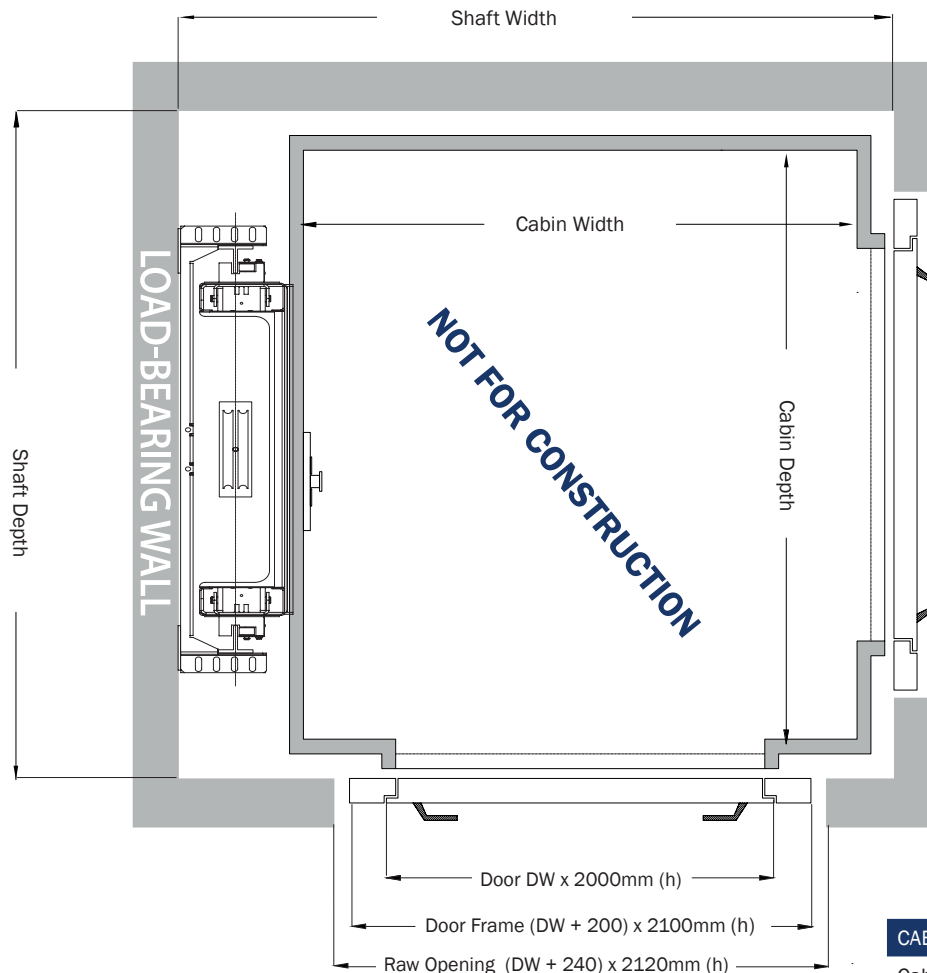 Shaft Width
Cabin Width
LOAD-BEARING WALL
NOT FOR CONSTRUCTION
Cabin Depth
Shaft Depth
Door DW x 2000mm (h)
Door Frame (DW + 200) x 2100mm (h)
Raw Opening (DW + 240) x 2120mm (h)